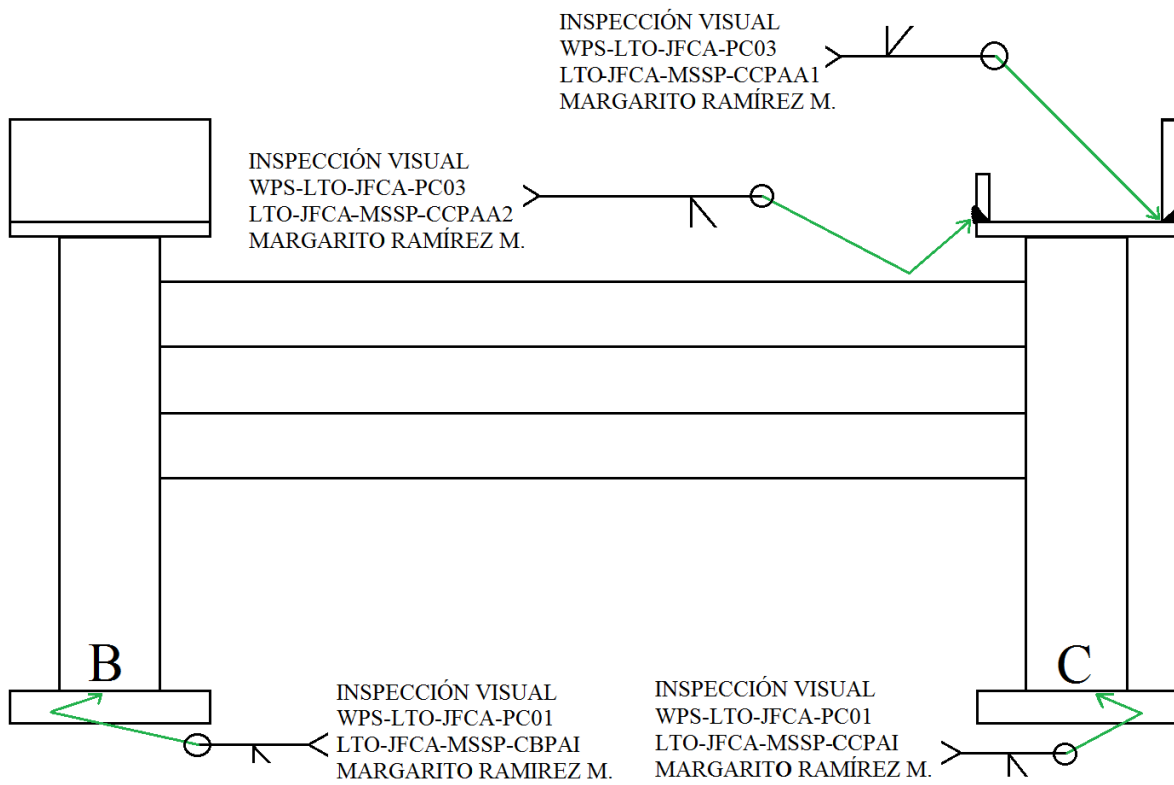 INSPECCIÓN VISUAL
WPS-LTO-JFCA-PC03
LTO-JFCA-MSSP-CCPAA1
MARGARITO RAMÍREZ M.
INSPECCIÓN VISUAL
WPS-LTO-JFCA-PC03
LTO-JFCA-MSSP-CCPAA2
MARGARITO RAMÍREZ M.
B
C
INSPECCIÓN VISUAL
WPS-LTO-JFCA-PC01
LTO-JFCA-MSSP-CBPAI
MARGARITO RAMIREZ M.
INSPECCIÓN VISUAL
WPS-LTO-JFCA-PC01
LTO-JFCA-MSSP-CCPAI
MARGARITO RAMÍREZ M.